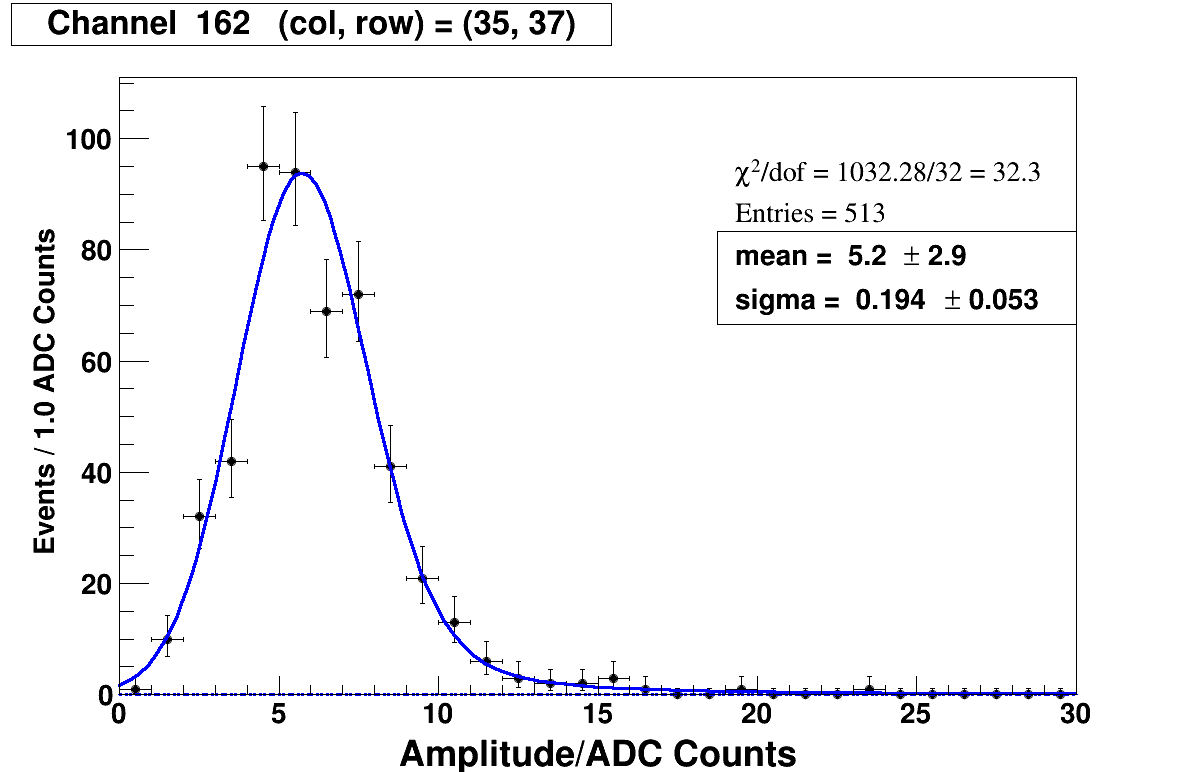 Channel 162 (col, row) = (35, 37)
Events / 1.0 ADC Counts
100
80
60
40
20
0
χ²/dof = 1032.28/32 = 32.3
Entries = 513
mean = 5.2 ± 2.9
sigma = 0.194 ± 0.053
0 5 10 15 20 25 30
Amplitude/ADC Counts